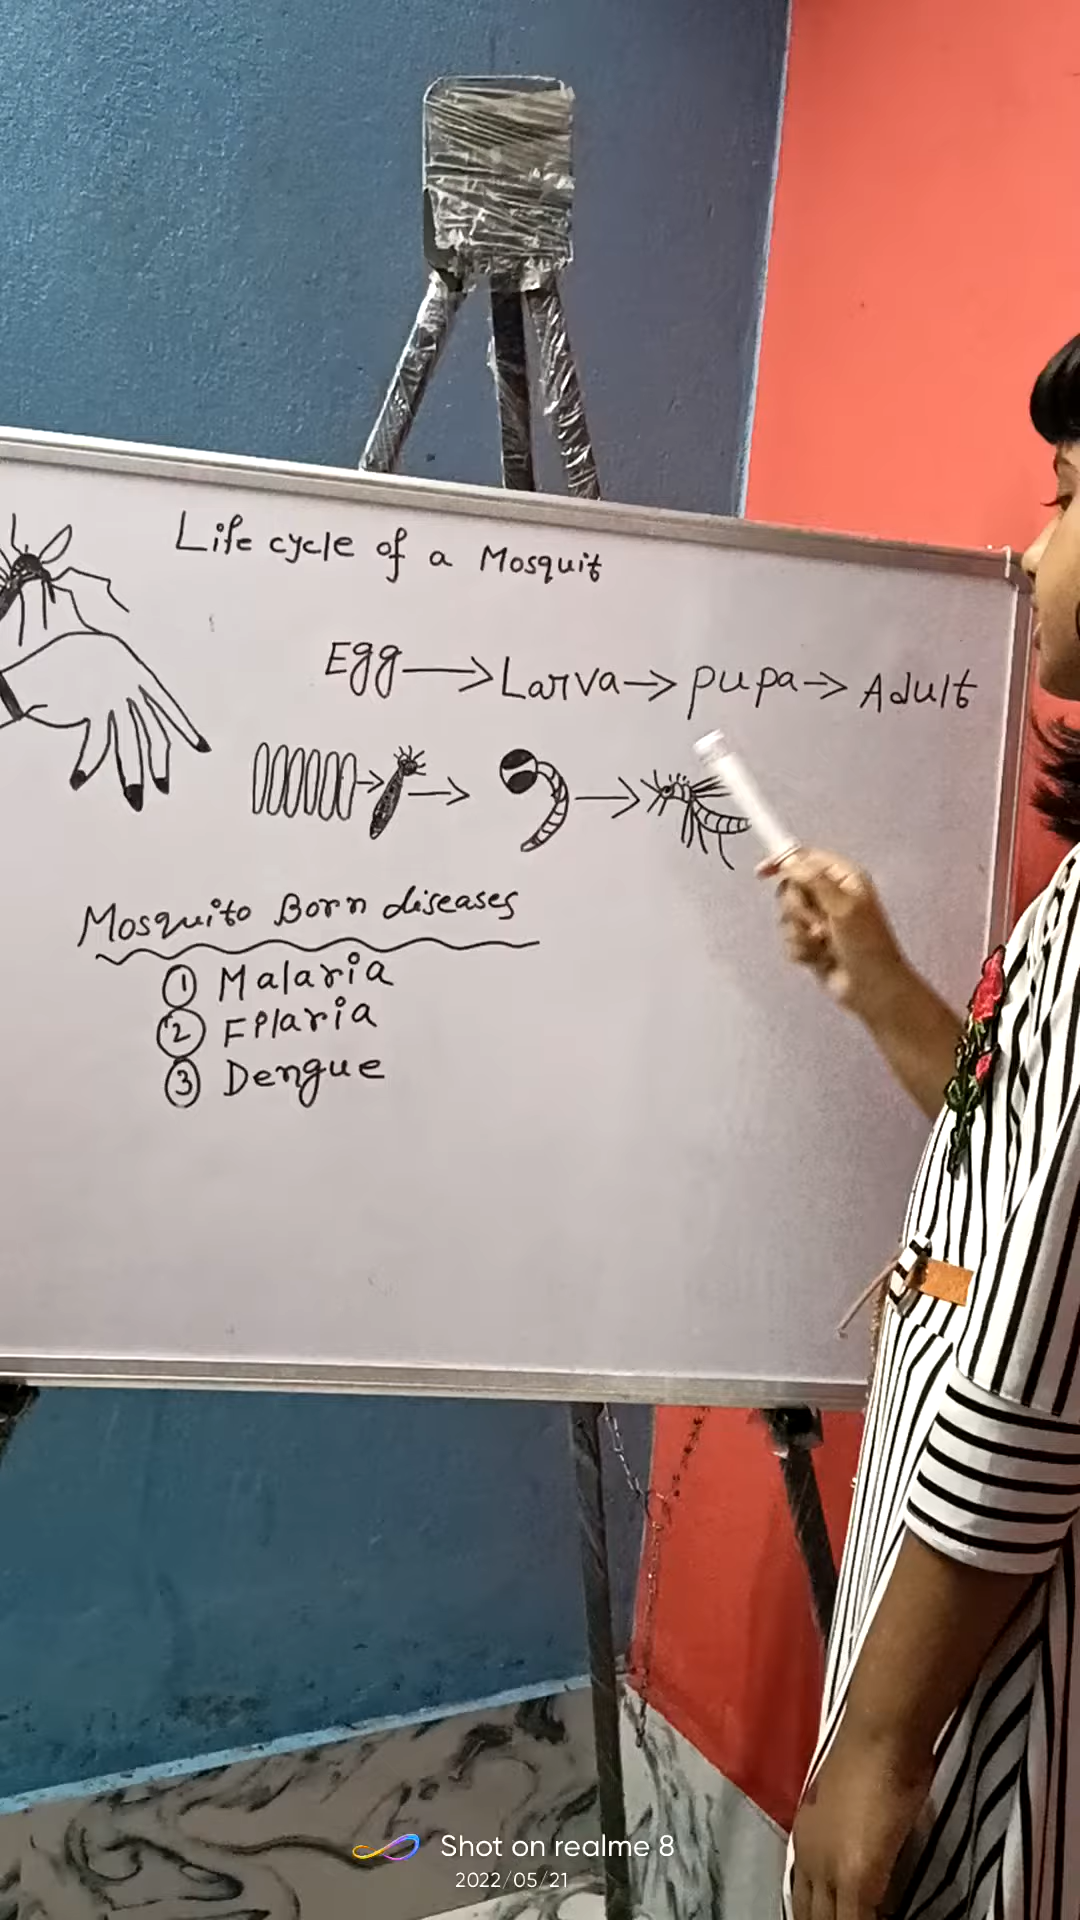 Life cycle of a Mosquit
Egg → Larva → pupa → Adult
Mosquito Born diseases
① Malaria
② Fplaria
③ Dengue
Shot on realme 8
2022/05/21